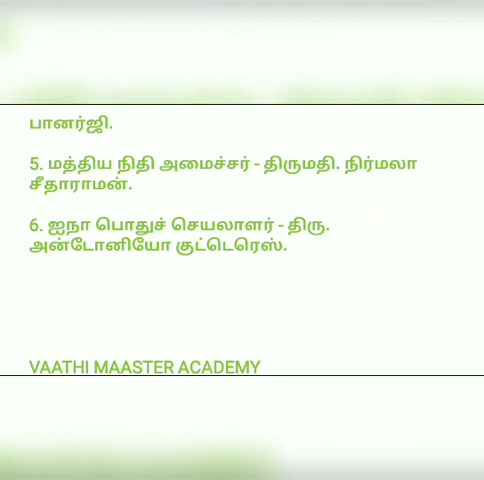 பானர்ஜி.
5. மத்திய நிதி அமைச்சர் - திருமதி. நிர்மலா
சீதாராமன்.
6. ஐநா பொதுச் செயலாளர் - திரு.
அன்டோனியோ குட்டெரெஸ்.
VAATHI MAASTER ACADEMY